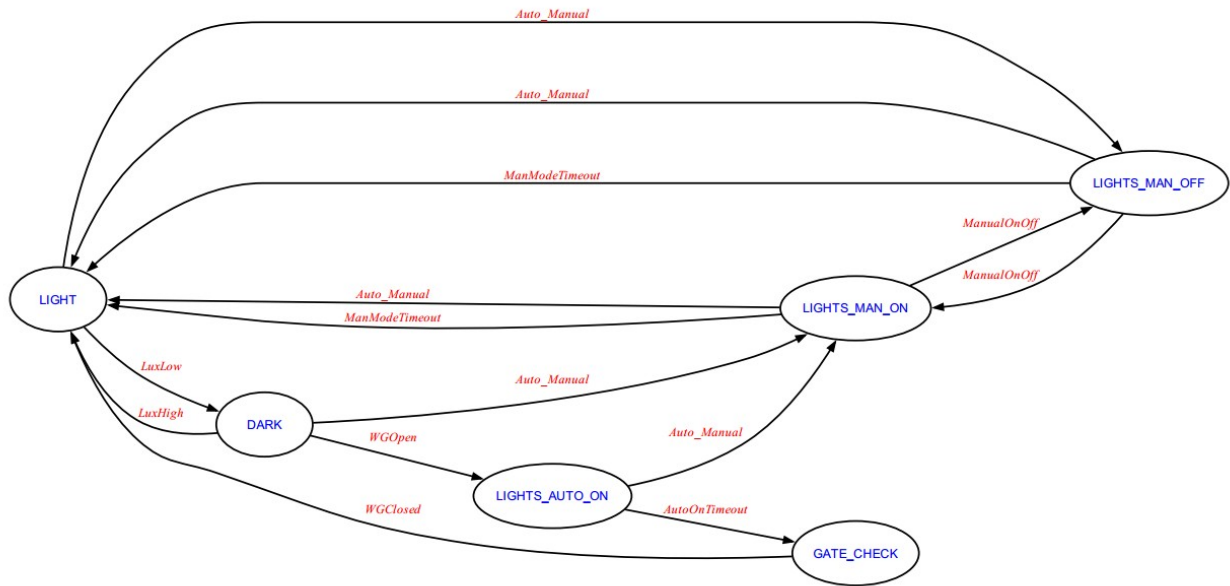 Auto_Manual
Auto_Manual
ManModeTimeout
LIGHTS_MAN_OFF
ManualOnOff
ManualOnOff
LIGHT
Auto_Manual
LIGHTS_MAN_ON
ManModeTimeout
LuxLow
Auto_Manual
LuxHigh
DARK
WGOpen
Auto_Manual
LIGHTS_AUTO_ON
WGClosed
AutoOnTimeout
GATE_CHECK